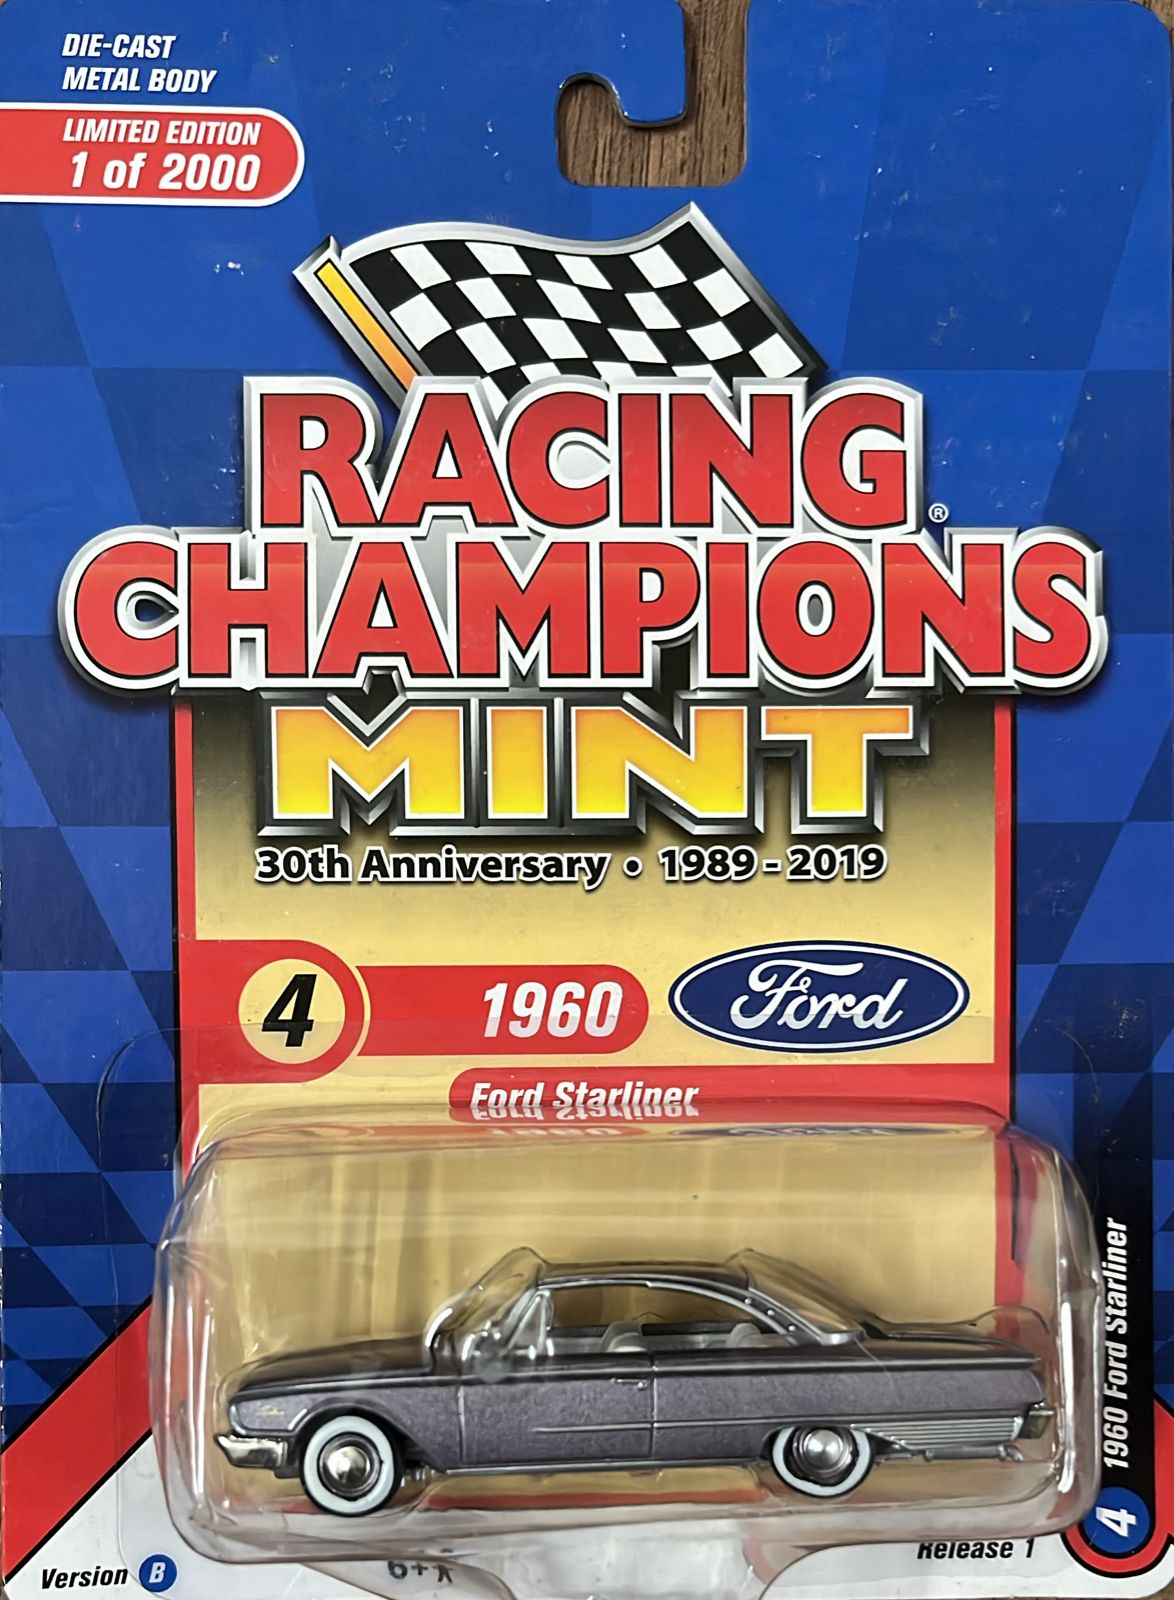 DIE-CAST
METAL BODY
LIMITED EDITION
1 of 2000
RACING
CHAMPIONS®
MINT
30th Anniversary • 1989 - 2019
4
1960
Ford
Ford Starliner
1960 Ford Starliner
4
Release 1
Version B